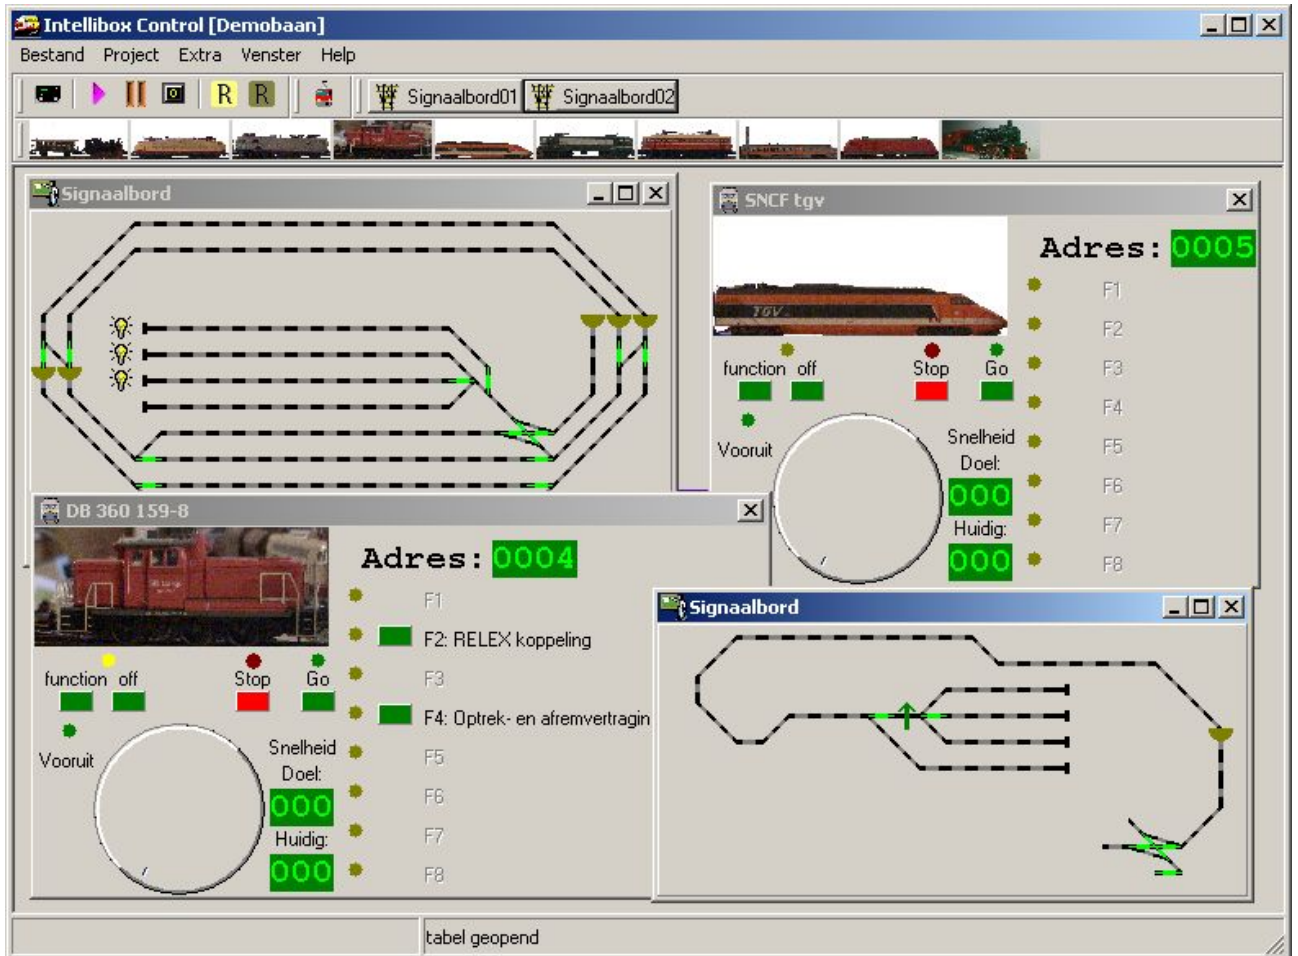 Intellibox Control [Demobaan]
Bestand Project Extra Venster Help
R R Signaalbord01 Signaalbord02
Signaalbord
SNCF tgv
Adres: 0005
TGV
F1
F2
F3
F4
F5
F6
F7
F8
function off Stop Go
Vooruit
Snelheid
Doel:
000
Huidig:
000
DB 360 159-8
Adres: 0004
F1
F2: RELEX koppeling
F3
F4: Optrek- en afremvertragin
F5
F6
F7
F8
function off Stop Go
Vooruit
Snelheid
Doel:
000
Huidig:
000
Signaalbord
tabel geopend